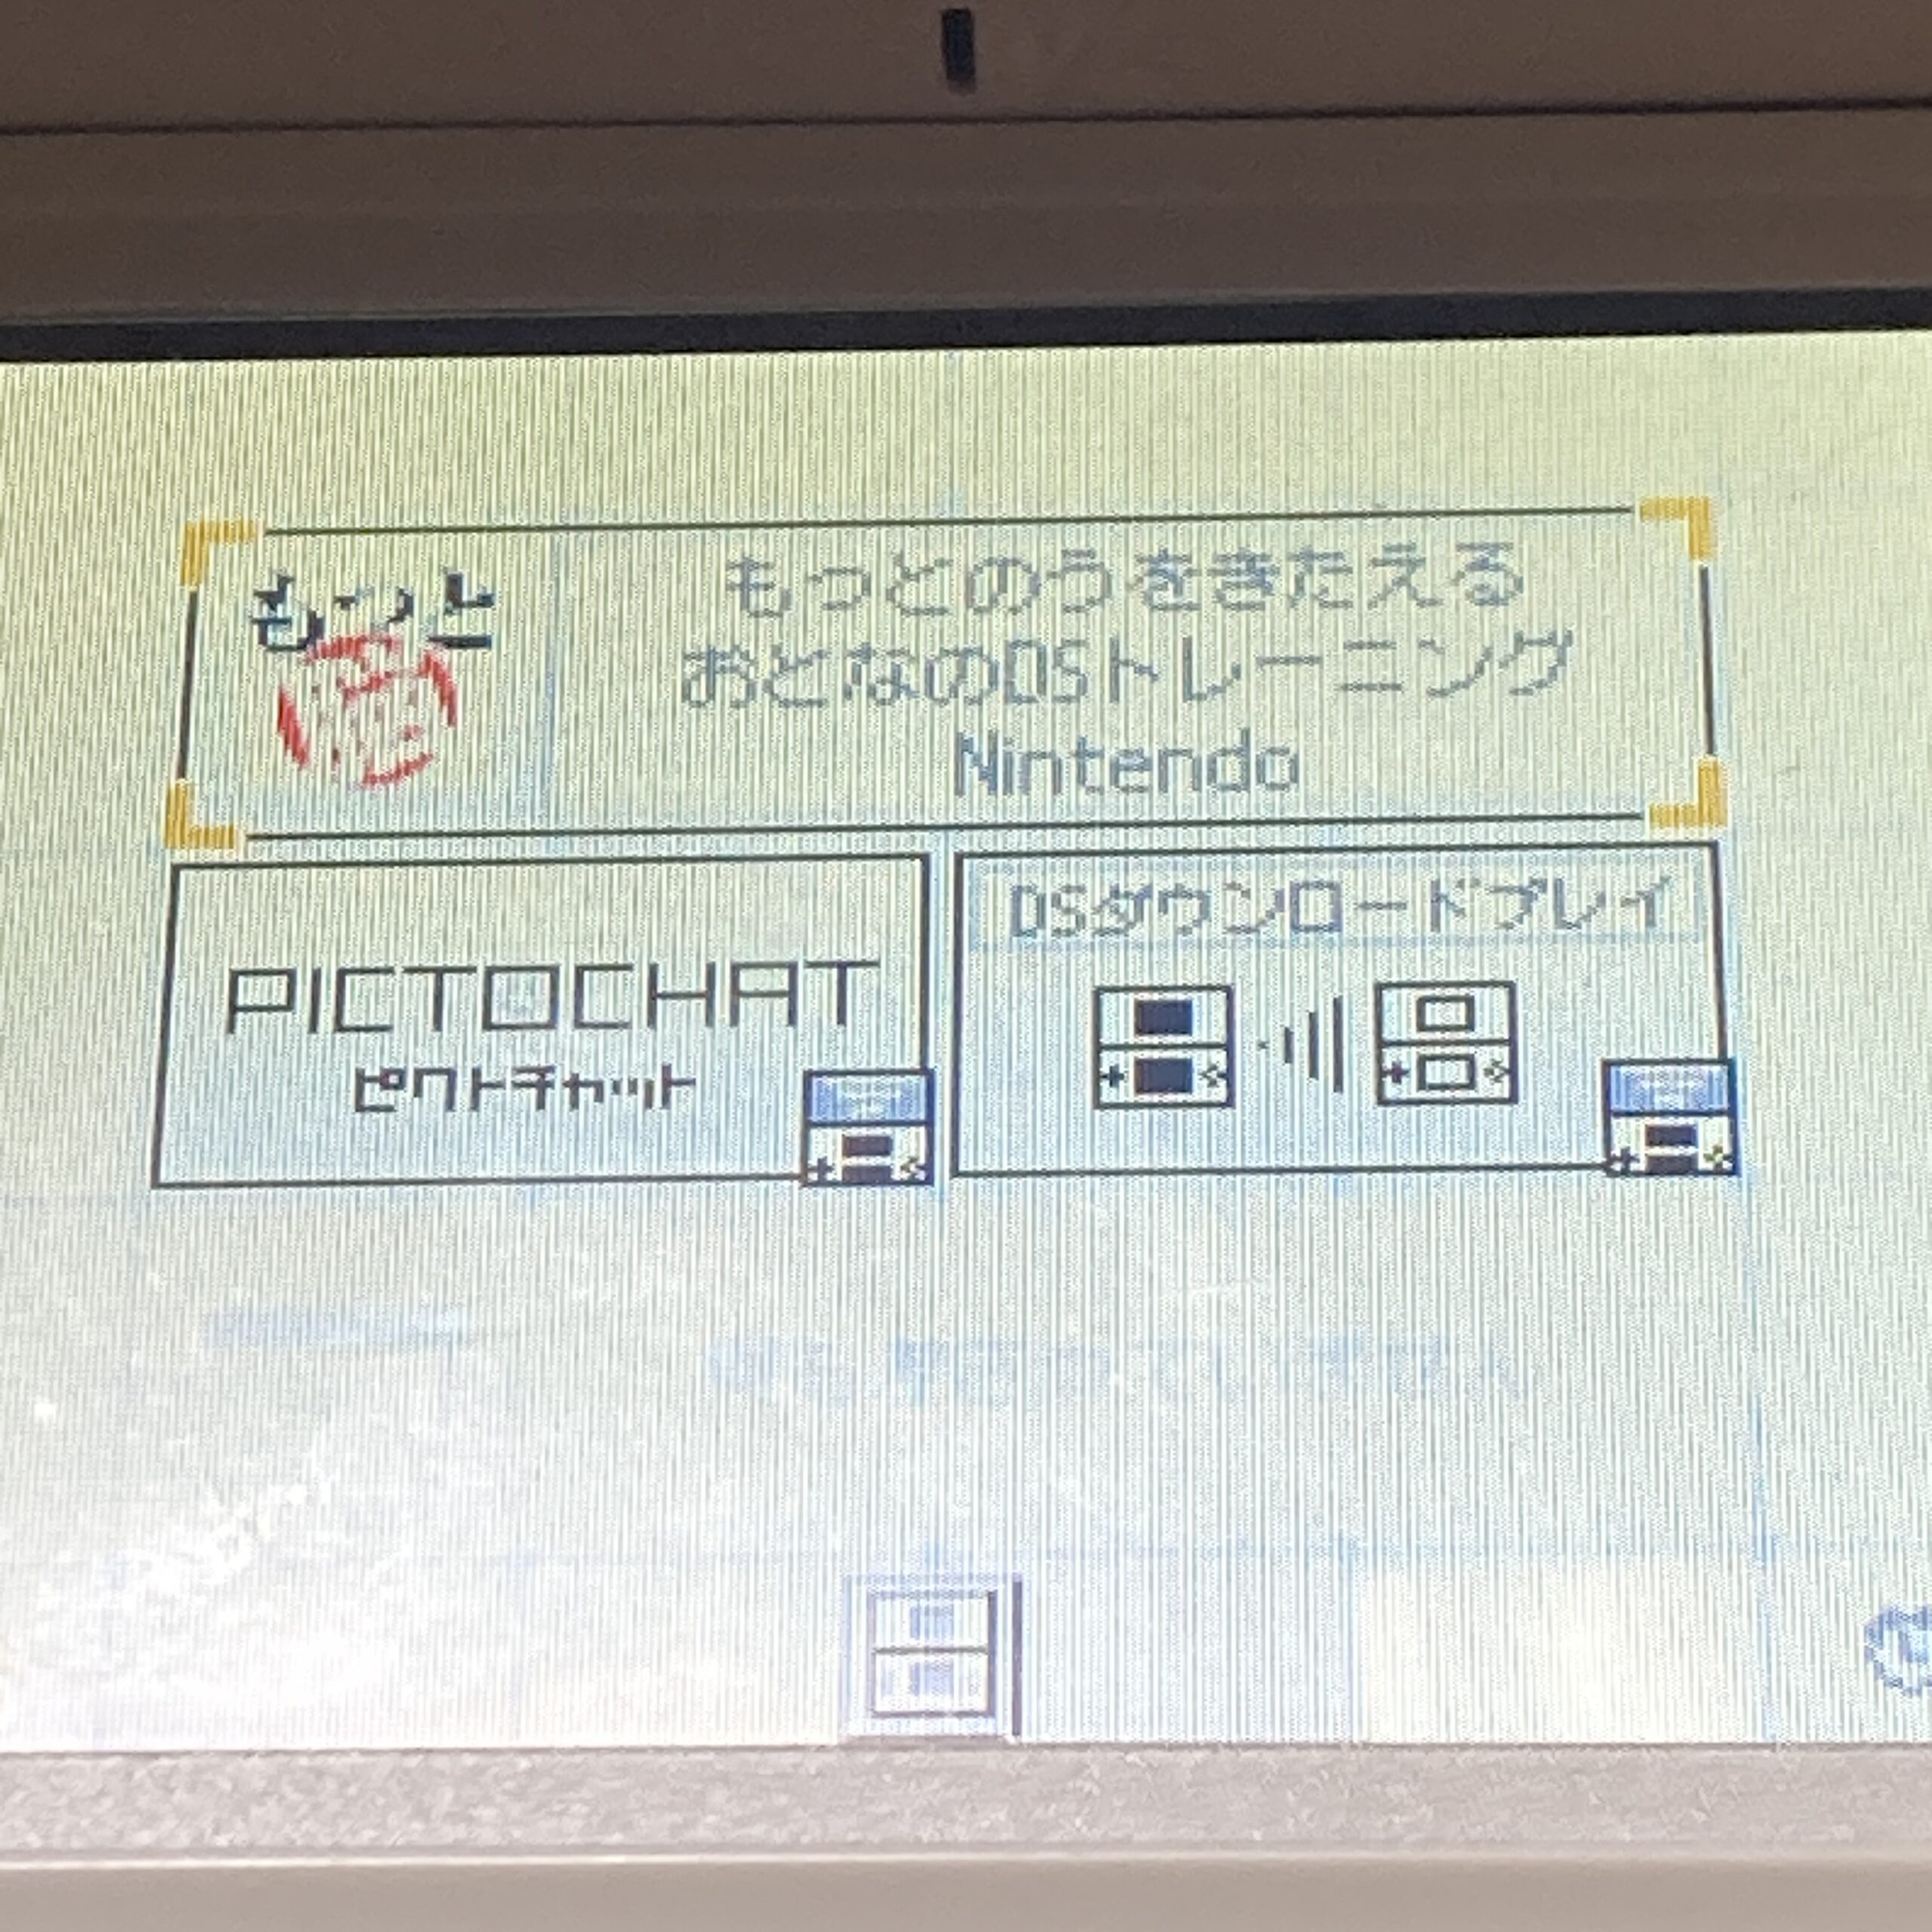 もっと
もっとのうをきたえる
おとなのDSトレーニング
Nintendo
PICTOCHAT
ピクトチャット
DSダウンロードプレイ